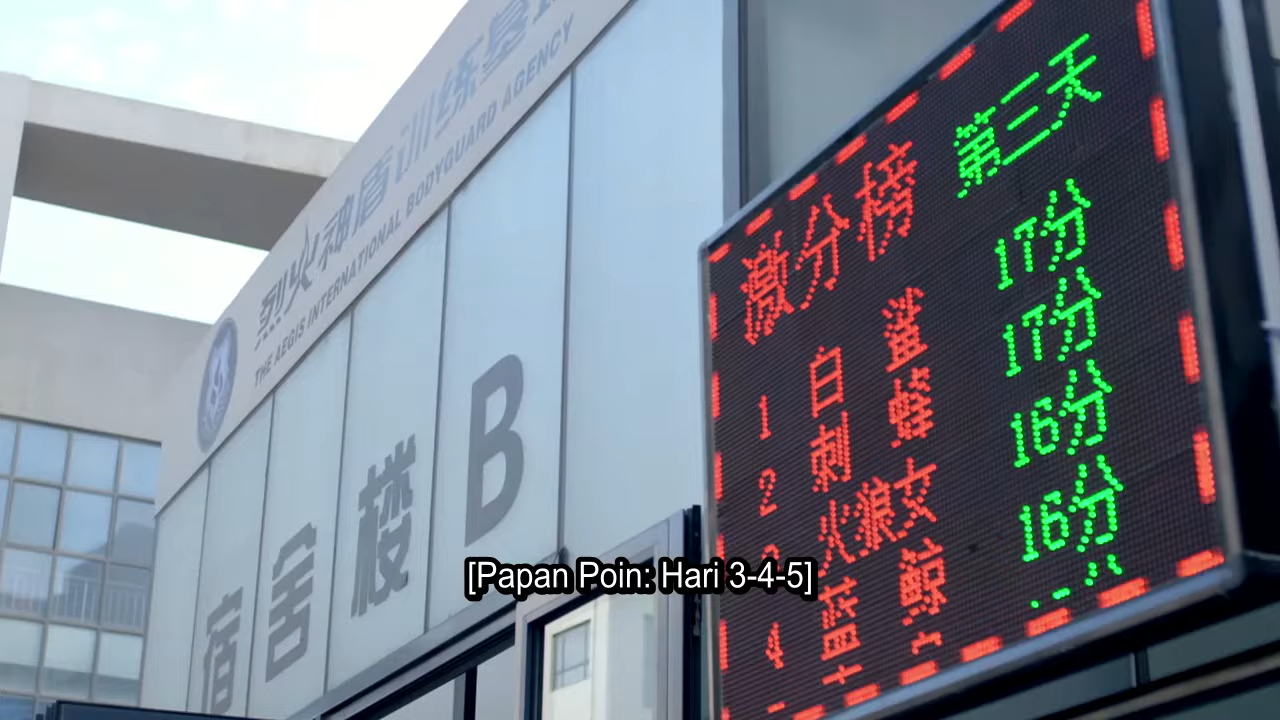 烈火神盾训练基
THE AEGIS INTERNATIONAL BODYGUARD AGENCY
宿舍楼B
激分榜 第三天
1 白鲨 17分
2 刺蜂 17分
火狼女 16分
4 蓝鲸 16分
[Papan Poin: Hari 3-4-5]